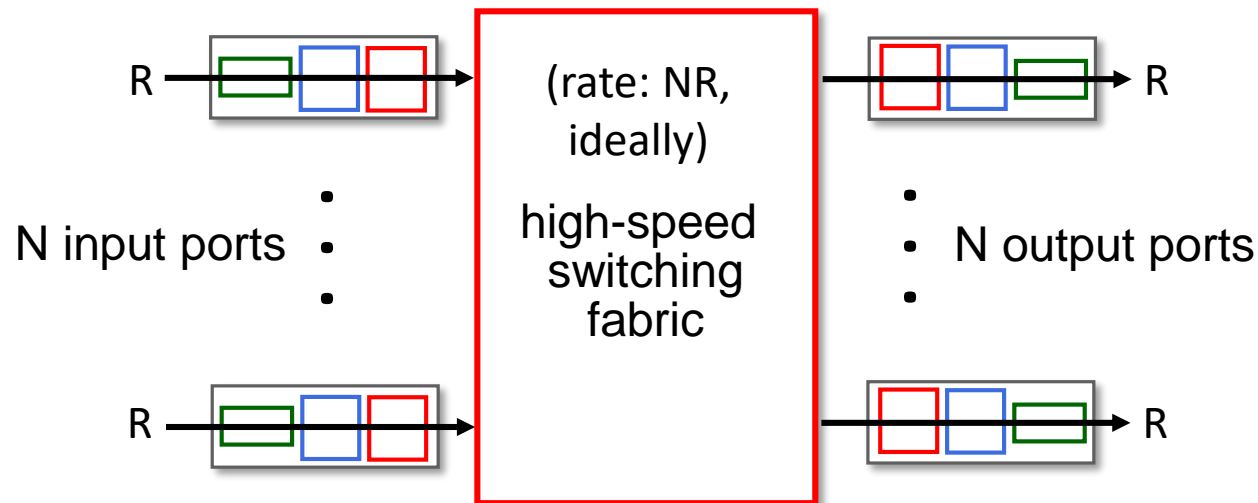 R
(rate: NR,
ideally)
R
N input ports
high-speed
switching
fabric
N output ports
R
R